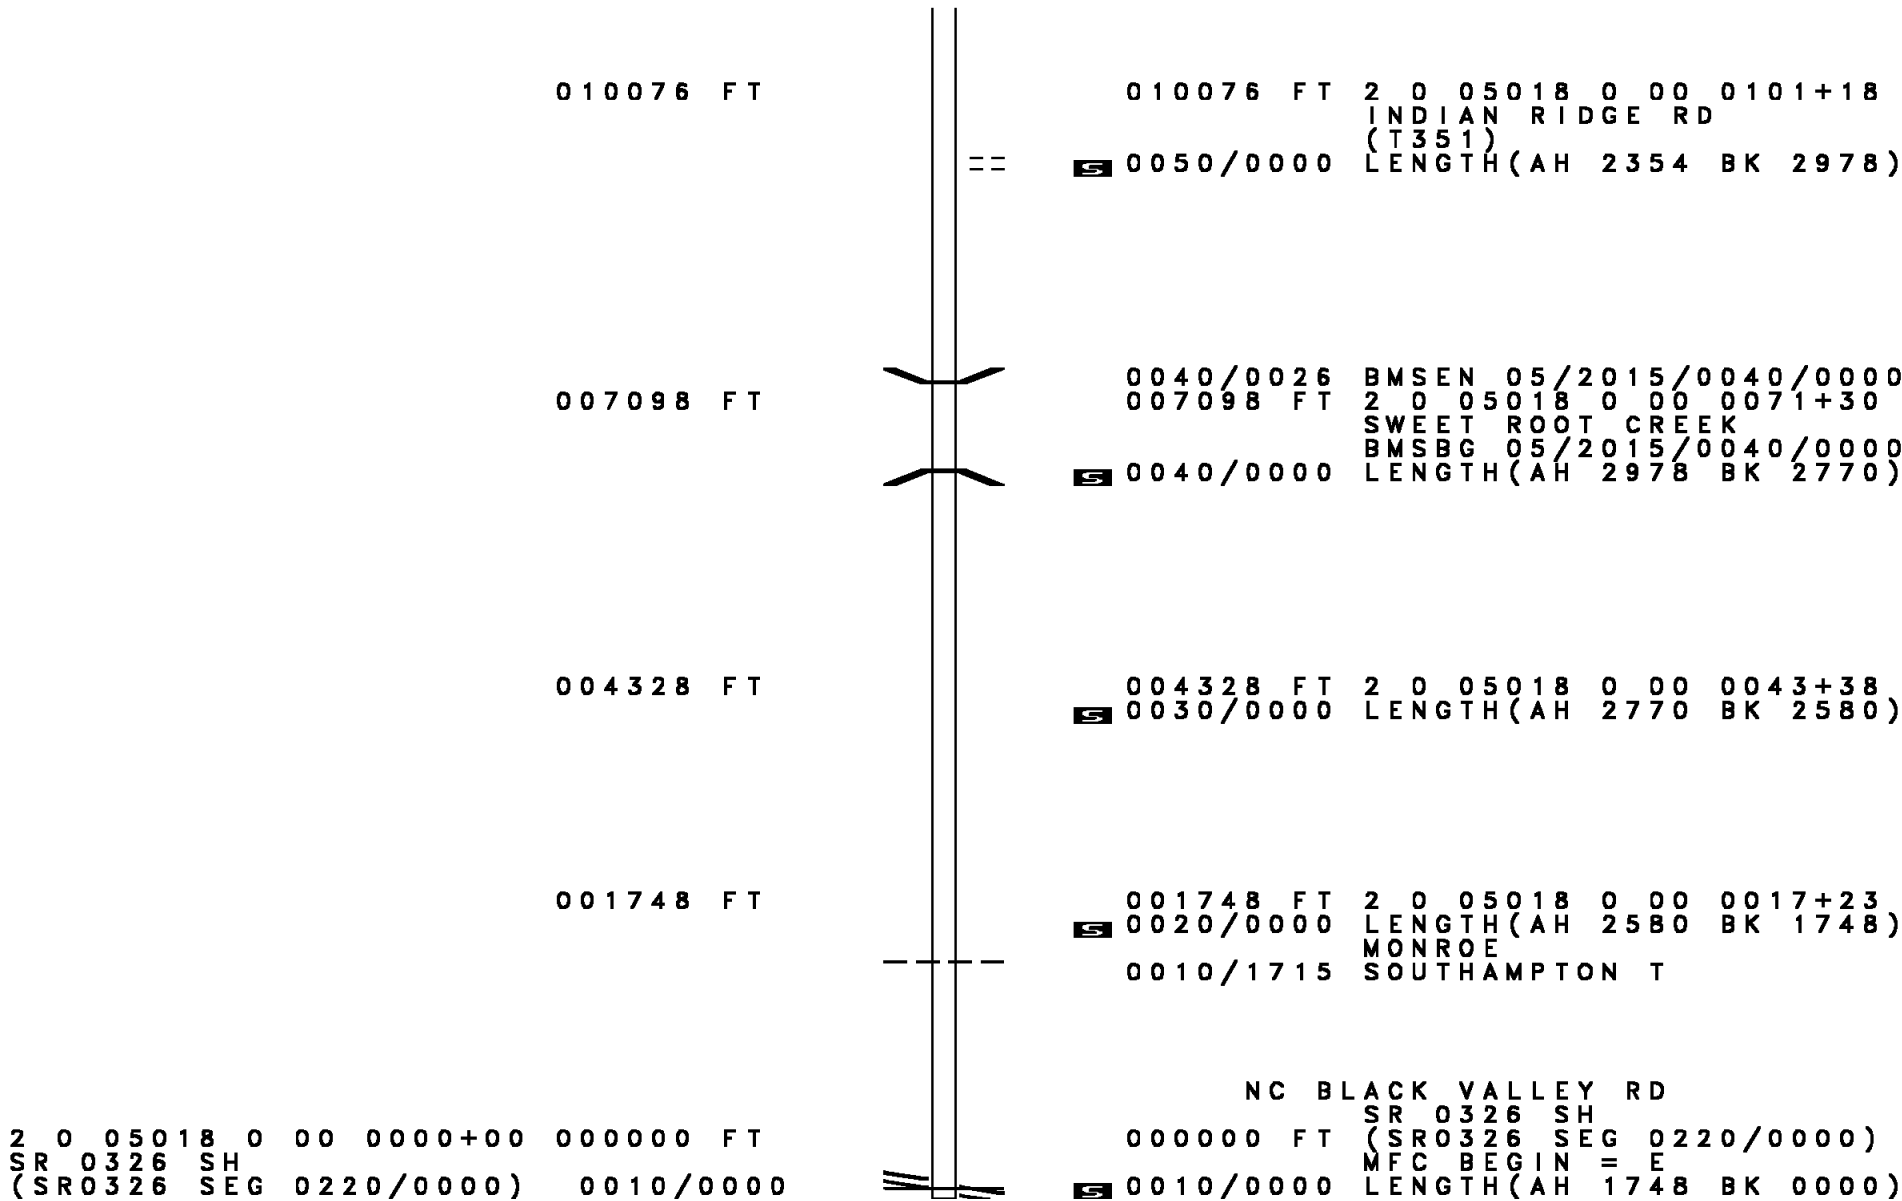 010076 FT 010076 FT 2 0 05018 0 00 0101+18
INDIAN RIDGE RD
(T351)
S 0050/0000 LENGTH(AH 2354 BK 2978)
0040/0026 BMSEN 05/2015/0040/0000
007098 FT 007098 FT 2 0 05018 0 00 0071+30
SWEET ROOT CREEK
BMSBG 05/2015/0040/0000
S 0040/0000 LENGTH(AH 2978 BK 2770)
004328 FT 004328 FT 2 0 05018 0 00 0043+38
S 0030/0000 LENGTH(AH 2770 BK 2580)
001748 FT 001748 FT 2 0 05018 0 00 0017+23
S 0020/0000 LENGTH(AH 2580 BK 1748)
MONROE
0010/1715 SOUTHAMPTON T
NC BLACK VALLEY RD
SR 0326 SH
2 0 05018 0 00 0000+00 000000 FT 000000 FT (SR0326 SEG 0220/0000)
SR 0326 SH MFC BEGIN = E
(SR0326 SEG 0220/0000) 0010/0000 S 0010/0000 LENGTH(AH 1748 BK 0000)